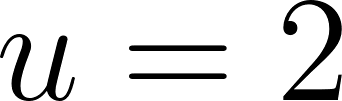 u = 2